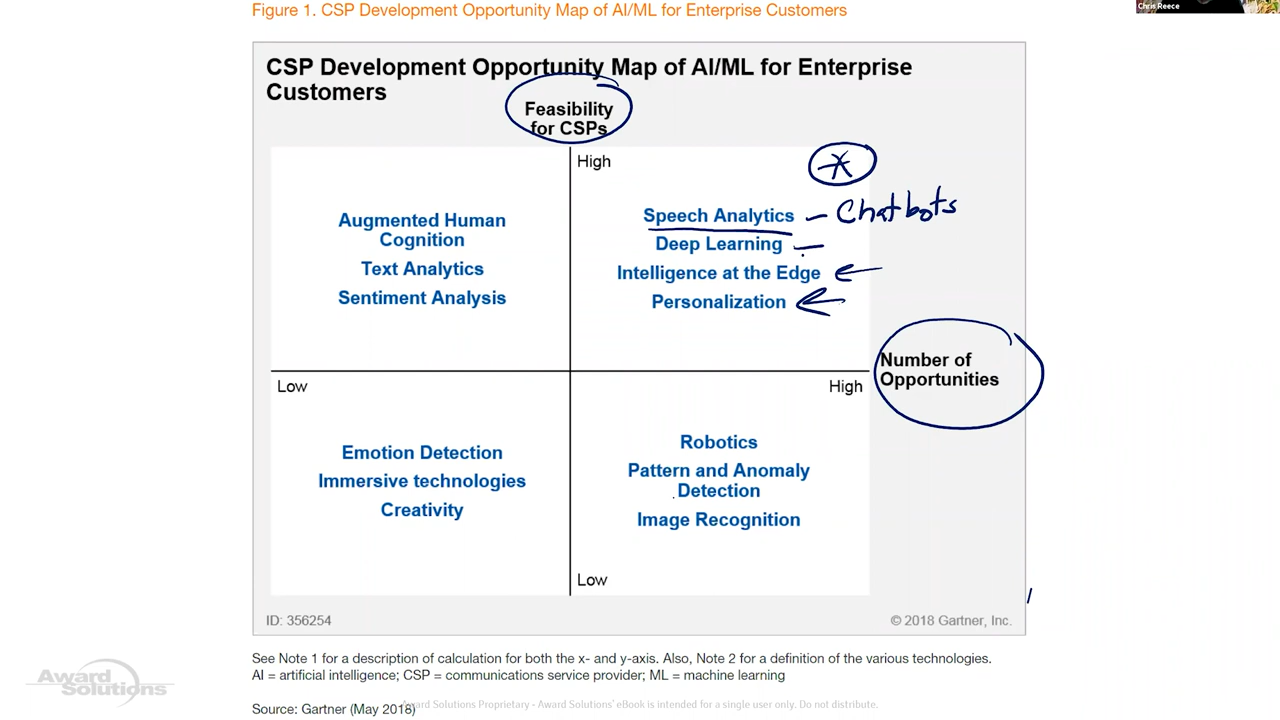 Figure 1. CSP Development Opportunity Map of AI/ML for Enterprise Customers
Chris Reece
CSP Development Opportunity Map of AI/ML for Enterprise
Customers
Feasibility
for CSPs
High
Augmented Human
Cognition
Text Analytics
Sentiment Analysis
Speech Analytics – Chatbots
Deep Learning
Intelligence at the Edge
Personalization
Number of
Opportunities
Low
High
Emotion Detection
Immersive technologies
Creativity
Robotics
Pattern and Anomaly
Detection
Image Recognition
Low
ID: 356254
© 2018 Gartner, Inc.
See Note 1 for a description of calculation for both the x- and y-axis. Also, Note 2 for a definition of the various technologies.
AI = artificial intelligence; CSP = communications service provider; ML = machine learning
Award
Solutions
Source: Gartner (May 2018)
Award Solutions Proprietary - Award Solutions' eBook is intended for a single user only. Do not distribute.